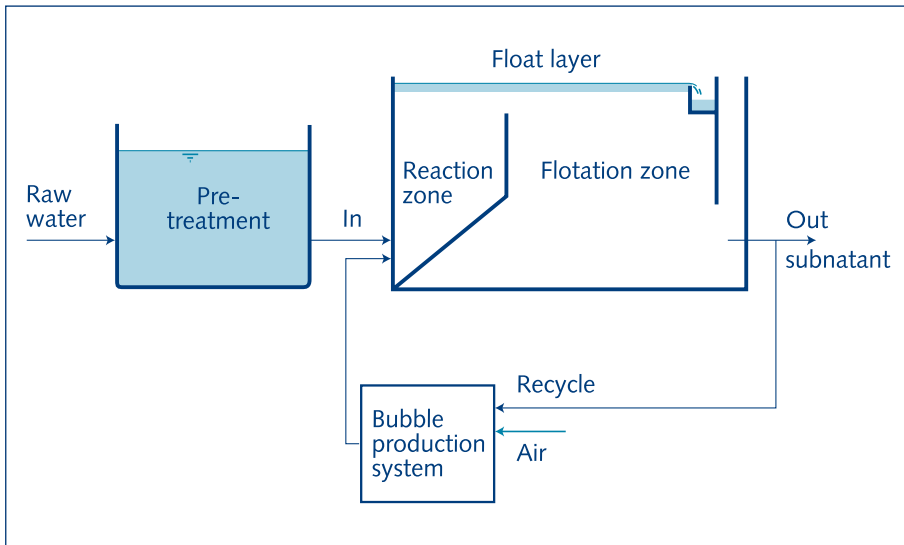 Float layer
Raw
water
Pre-
treatment
In
Reaction
zone
Flotation zone
Out
subnatant
Recycle
Bubble
production
system
Air